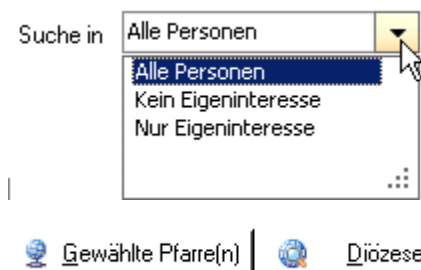 Suche in Alle Personen
Alle Personen
Kein Eigeninteresse
Nur Eigeninteresse
Gewählte Pfarre(n) Diözese